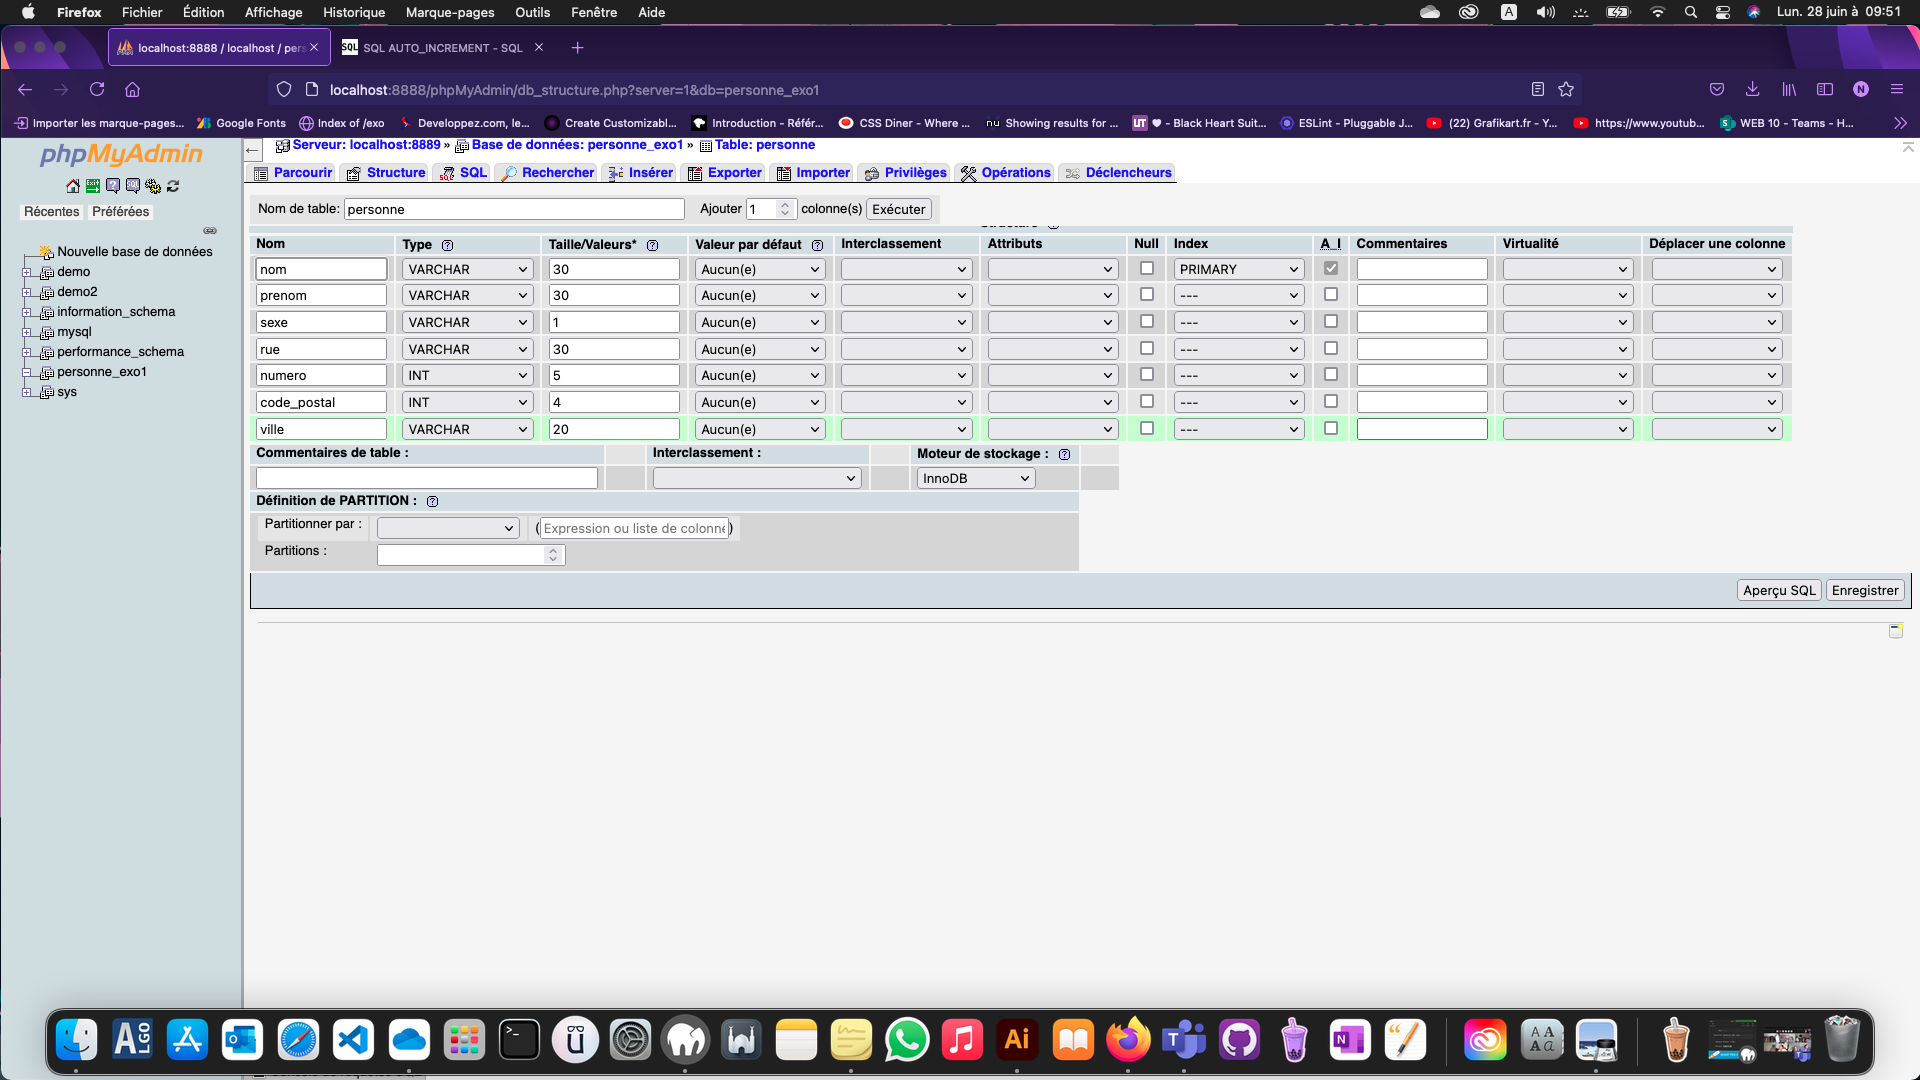 Firefox Fichier Édition Affichage Historique Marque-pages Outils Fenêtre Aide A Lun. 28 juin à 09:51
localhost:8888 / localhost / pers SQL SQL AUTO_INCREMENT - SQL
localhost:8888/phpMyAdmin/db_structure.php?server=1&db=personne_exo1 N
Importer les marque-pages... Google Fonts Index of /exo Developpez.com, le... Create Customizabl... Introduction - Référ... CSS Diner - Where ... nu Showing results for ... UT ♥ - Black Heart Suit... ESLint - Pluggable J... (22) Grafikart.fr - Y... https://www.youtub... WEB 10 - Teams - H...
phpMyAdmin
Récentes Préférées
Nouvelle base de données
demo
demo2
information_schema
mysql
performance_schema
personne_exo1
sys
Serveur: localhost:8889 » Base de données: personne_exo1 » Table: personne
Parcourir Structure SQL Rechercher Insérer Exporter Importer Privilèges Opérations Déclencheurs
Nom de table: personne Ajouter 1 colonne(s) Exécuter
Structure
Nom Type Taille/Valeurs* Valeur par défaut Interclassement Attributs Null Index A_I Commentaires Virtualité Déplacer une colonne
nom VARCHAR 30 Aucun(e) PRIMARY
prenom VARCHAR 30 Aucun(e) ---
sexe VARCHAR 1 Aucun(e) ---
rue VARCHAR 30 Aucun(e) ---
numero INT 5 Aucun(e) ---
code_postal INT 4 Aucun(e) ---
ville VARCHAR 20 Aucun(e) ---
Commentaires de table : Interclassement : Moteur de stockage :
InnoDB
Définition de PARTITION :
Partitionner par : (Expression ou liste de colonne)
Partitions :
Aperçu SQL Enregistrer
ALGO Ai N